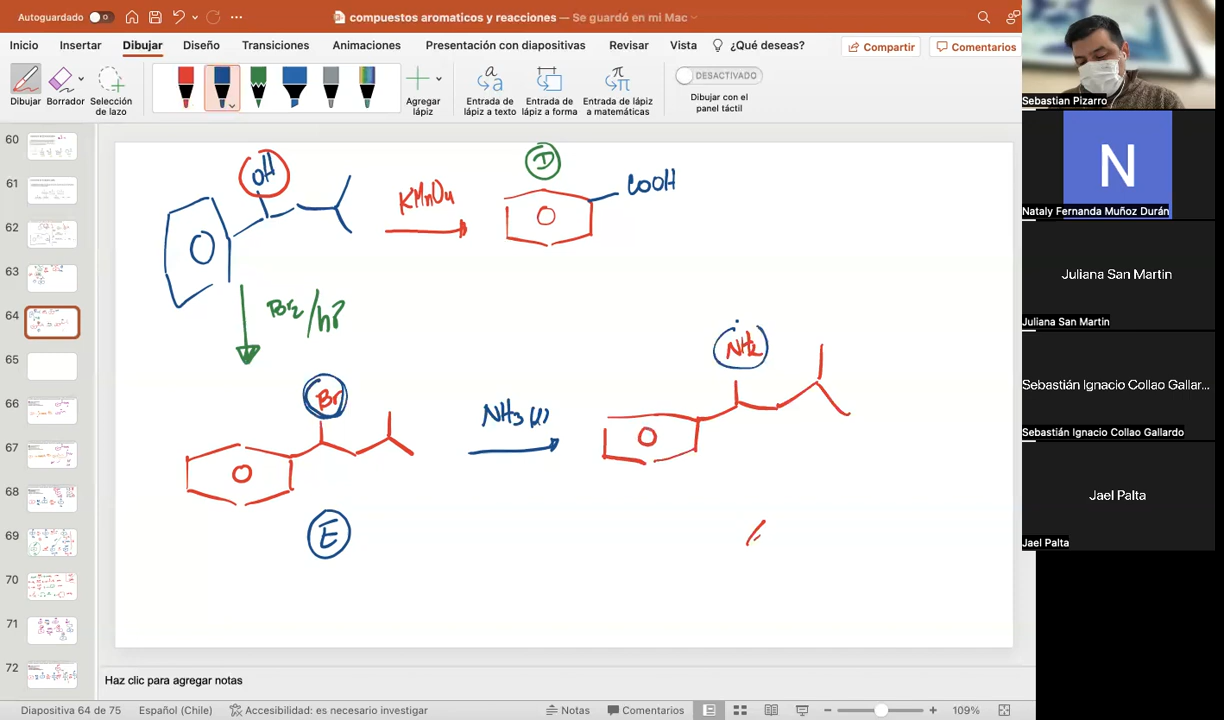 Autoguardado
compuestos aromaticos y reacciones — Se guardó en mi Mac
Inicio Insertar Dibujar Diseño Transiciones Animaciones Presentación con diapositivas Revisar Vista ¿Qué deseas? Compartir Comentarios
Dibujar
Borrador
Selección de lazo
Agregar lápiz
Entrada de lápiz a texto
Entrada de lápiz a forma
Entrada de lápiz a matemáticas
DESACTIVADO
Dibujar con el panel táctil
60
61
62
63
64
65
66
67
68
69
70
71
72
OH
KMnO4
D
COOH
Br2/hν
Br
NH3 (l)
NH2
E
Haz clic para agregar notas
Diapositiva 64 de 75 Español (Chile) Accesibilidad: es necesario investigar Notas Comentarios 109%
Sebastian Pizarro
N
Nataly Fernanda Muñoz Durán
Juliana San Martin
Juliana San Martin
Sebastián Ignacio Collao Gallar...
Sebastián Ignacio Collao Gallardo
Jael Palta
Jael Palta